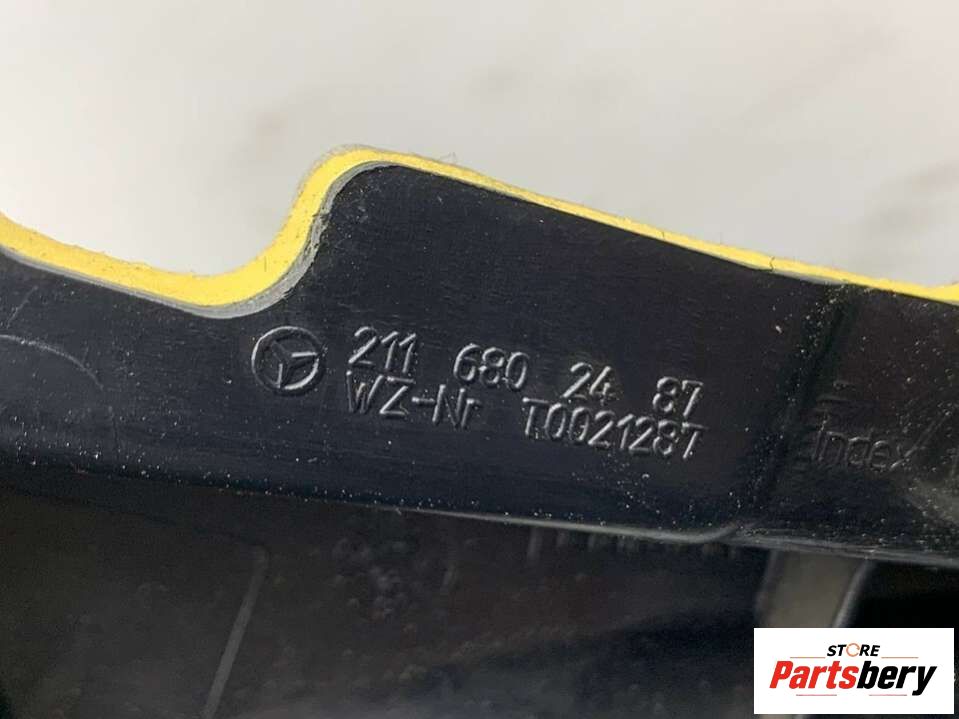 211 680 24 87
WZ-Nr T0021287
Index
STORE
Partsbery